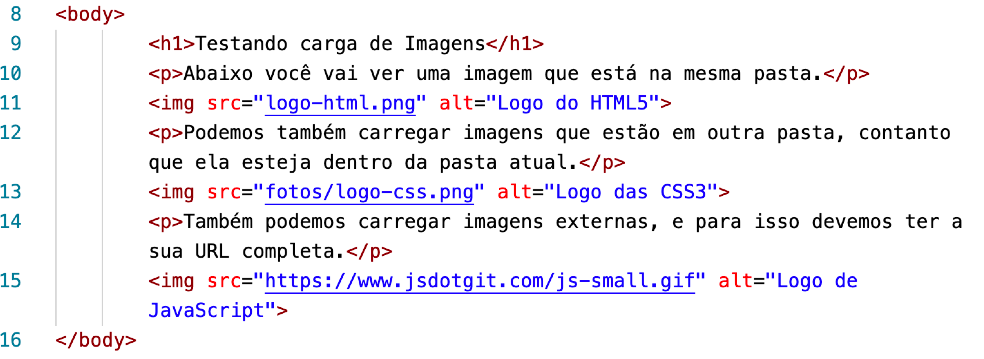 8 <body>
9 <h1>Testando carga de Imagens</h1>
10 <p>Abaixo você vai ver uma imagem que está na mesma pasta.</p>
11 <img src="logo-html.png" alt="Logo do HTML5">
12 <p>Podemos também carregar imagens que estão em outra pasta, contanto
que ela esteja dentro da pasta atual.</p>
13 <img src="fotos/logo-css.png" alt="Logo das CSS3">
14 <p>Também podemos carregar imagens externas, e para isso devemos ter a
sua URL completa.</p>
15 <img src="https://www.jsdotgit.com/js-small.gif" alt="Logo de
JavaScript">
16 </body>